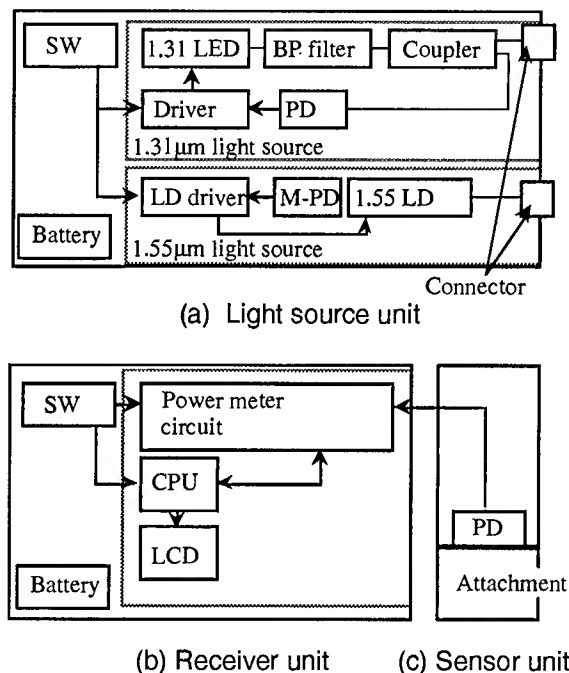 SW
1.31 LED
BP. filter
Coupler
Driver
PD
1.31µm light source
LD driver
M-PD
1.55 LD
Battery
1.55µm light source
Connector
(a) Light source unit
SW
Power meter
circuit
CPU
LCD
Battery
PD
Attachment
(b) Receiver unit
(c) Sensor unit